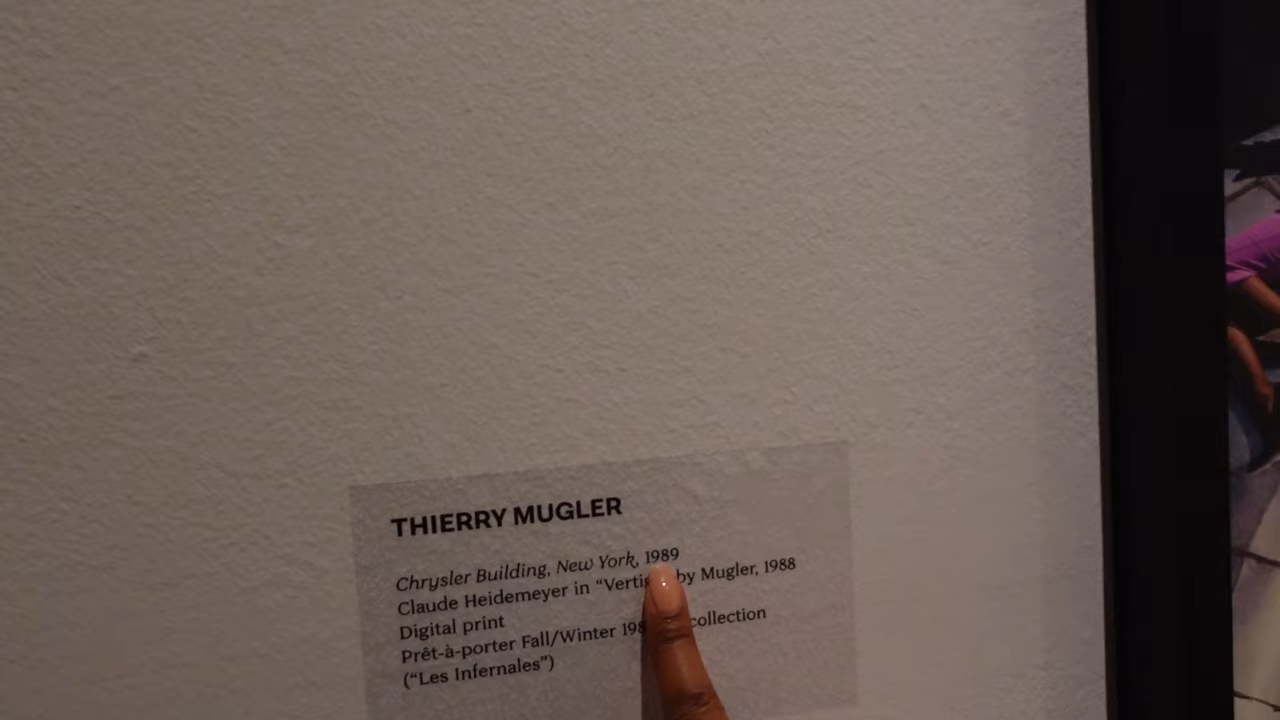 THIERRY MUGLER
Chrysler Building, New York, 1989
Claude Heidemeyer in “Verti by Mugler, 1988
Digital print
Prêt-à-porter Fall/Winter 198 collection
(“Les Infernales”)